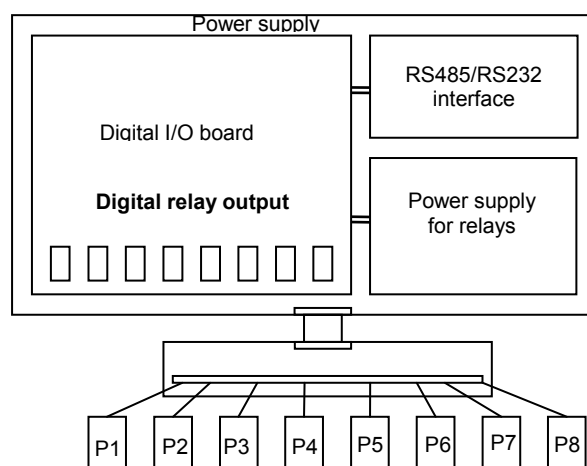 Power supply
RS485/RS232
interface
Digital I/O board
Digital relay output
Power supply
for relays
P1 P2 P3 P4 P5 P6 P7 P8